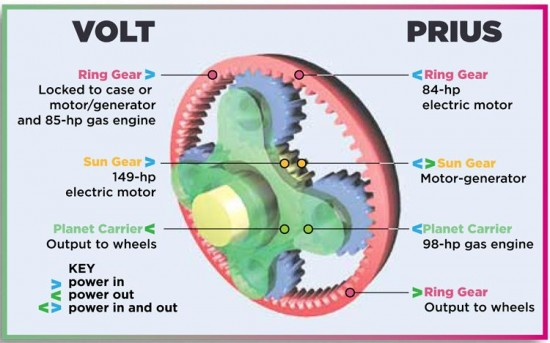 VOLT
Ring Gear >
Locked to case or
motor/generator
and 85-hp gas engine
Sun Gear >
149-hp
electric motor
Planet Carrier <
Output to wheels
KEY
> power in
< power out
<> power in and out
PRIUS
< Ring Gear
84-hp
electric motor
<> Sun Gear
Motor-generator
< Planet Carrier
98-hp gas engine
> Ring Gear
Output to wheels